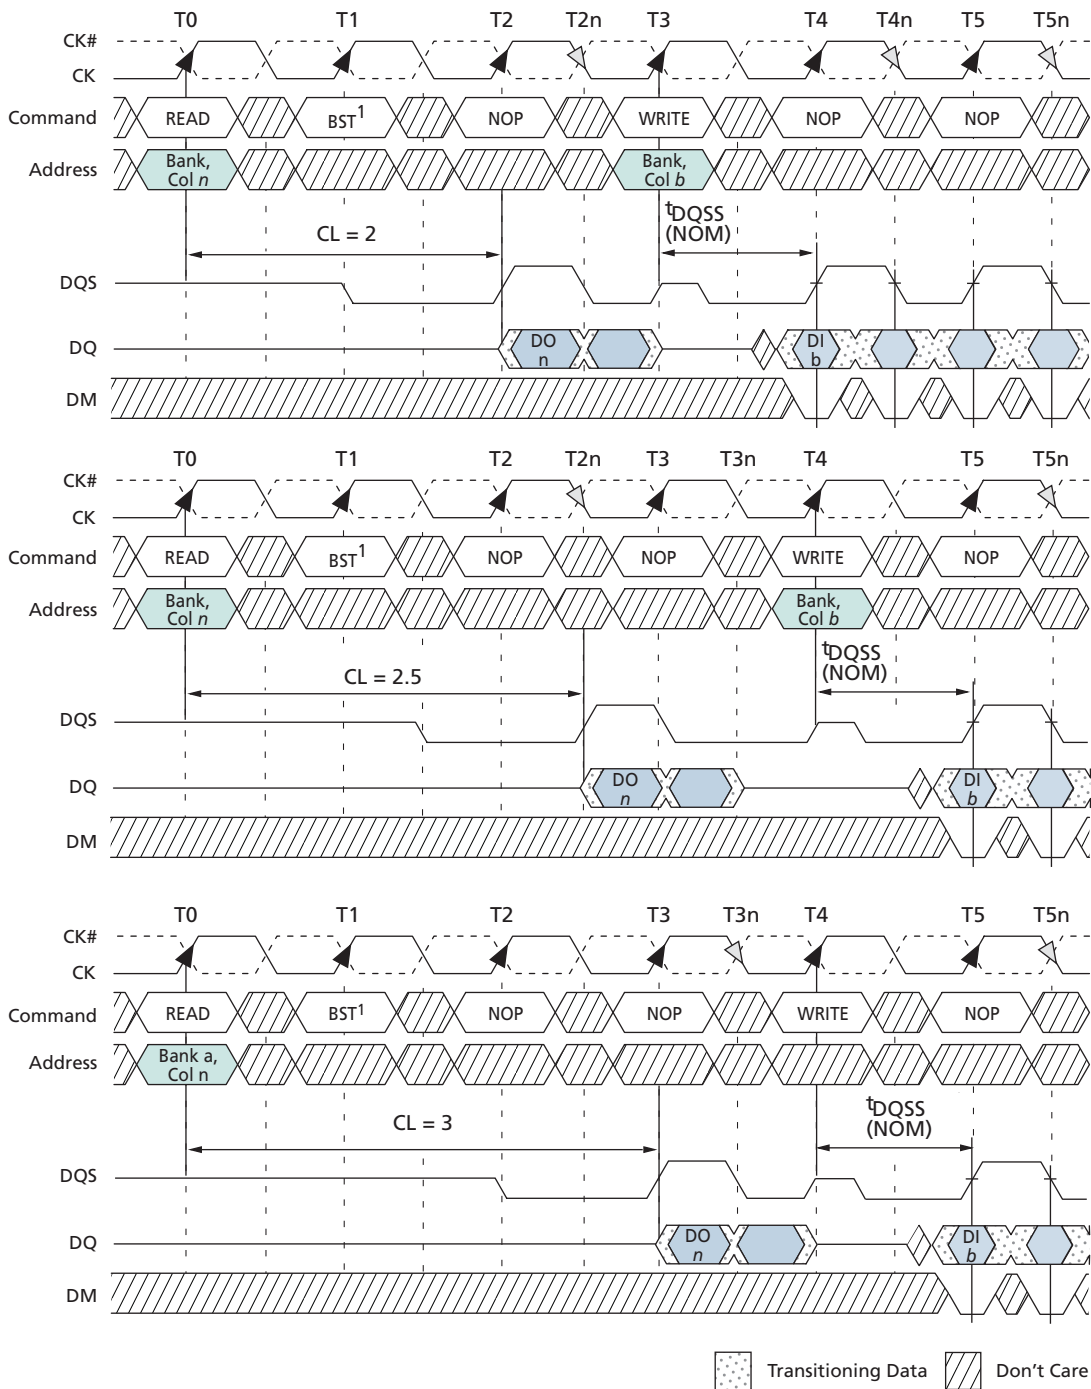 T0 T1 T2 T2n T3 T4 T4n T5 T5n
CK#
CK
Command READ BST1 NOP WRITE NOP NOP
Address Bank, Col n Bank, Col b
CL = 2
tDQSS
(NOM)
DQS
DQ DO n DI b
DM
T0 T1 T2 T2n T3 T3n T4 T5 T5n
CK#
CK
Command READ BST1 NOP NOP WRITE NOP
Address Bank, Col n Bank, Col b
CL = 2.5
tDQSS
(NOM)
DQS
DQ DO n DI b
DM
T0 T1 T2 T3 T3n T4 T5 T5n
CK#
CK
Command READ BST1 NOP NOP WRITE NOP
Address Bank a, Col n
CL = 3
tDQSS
(NOM)
DQS
DQ DO n DI b
DM
Transitioning Data Don't Care